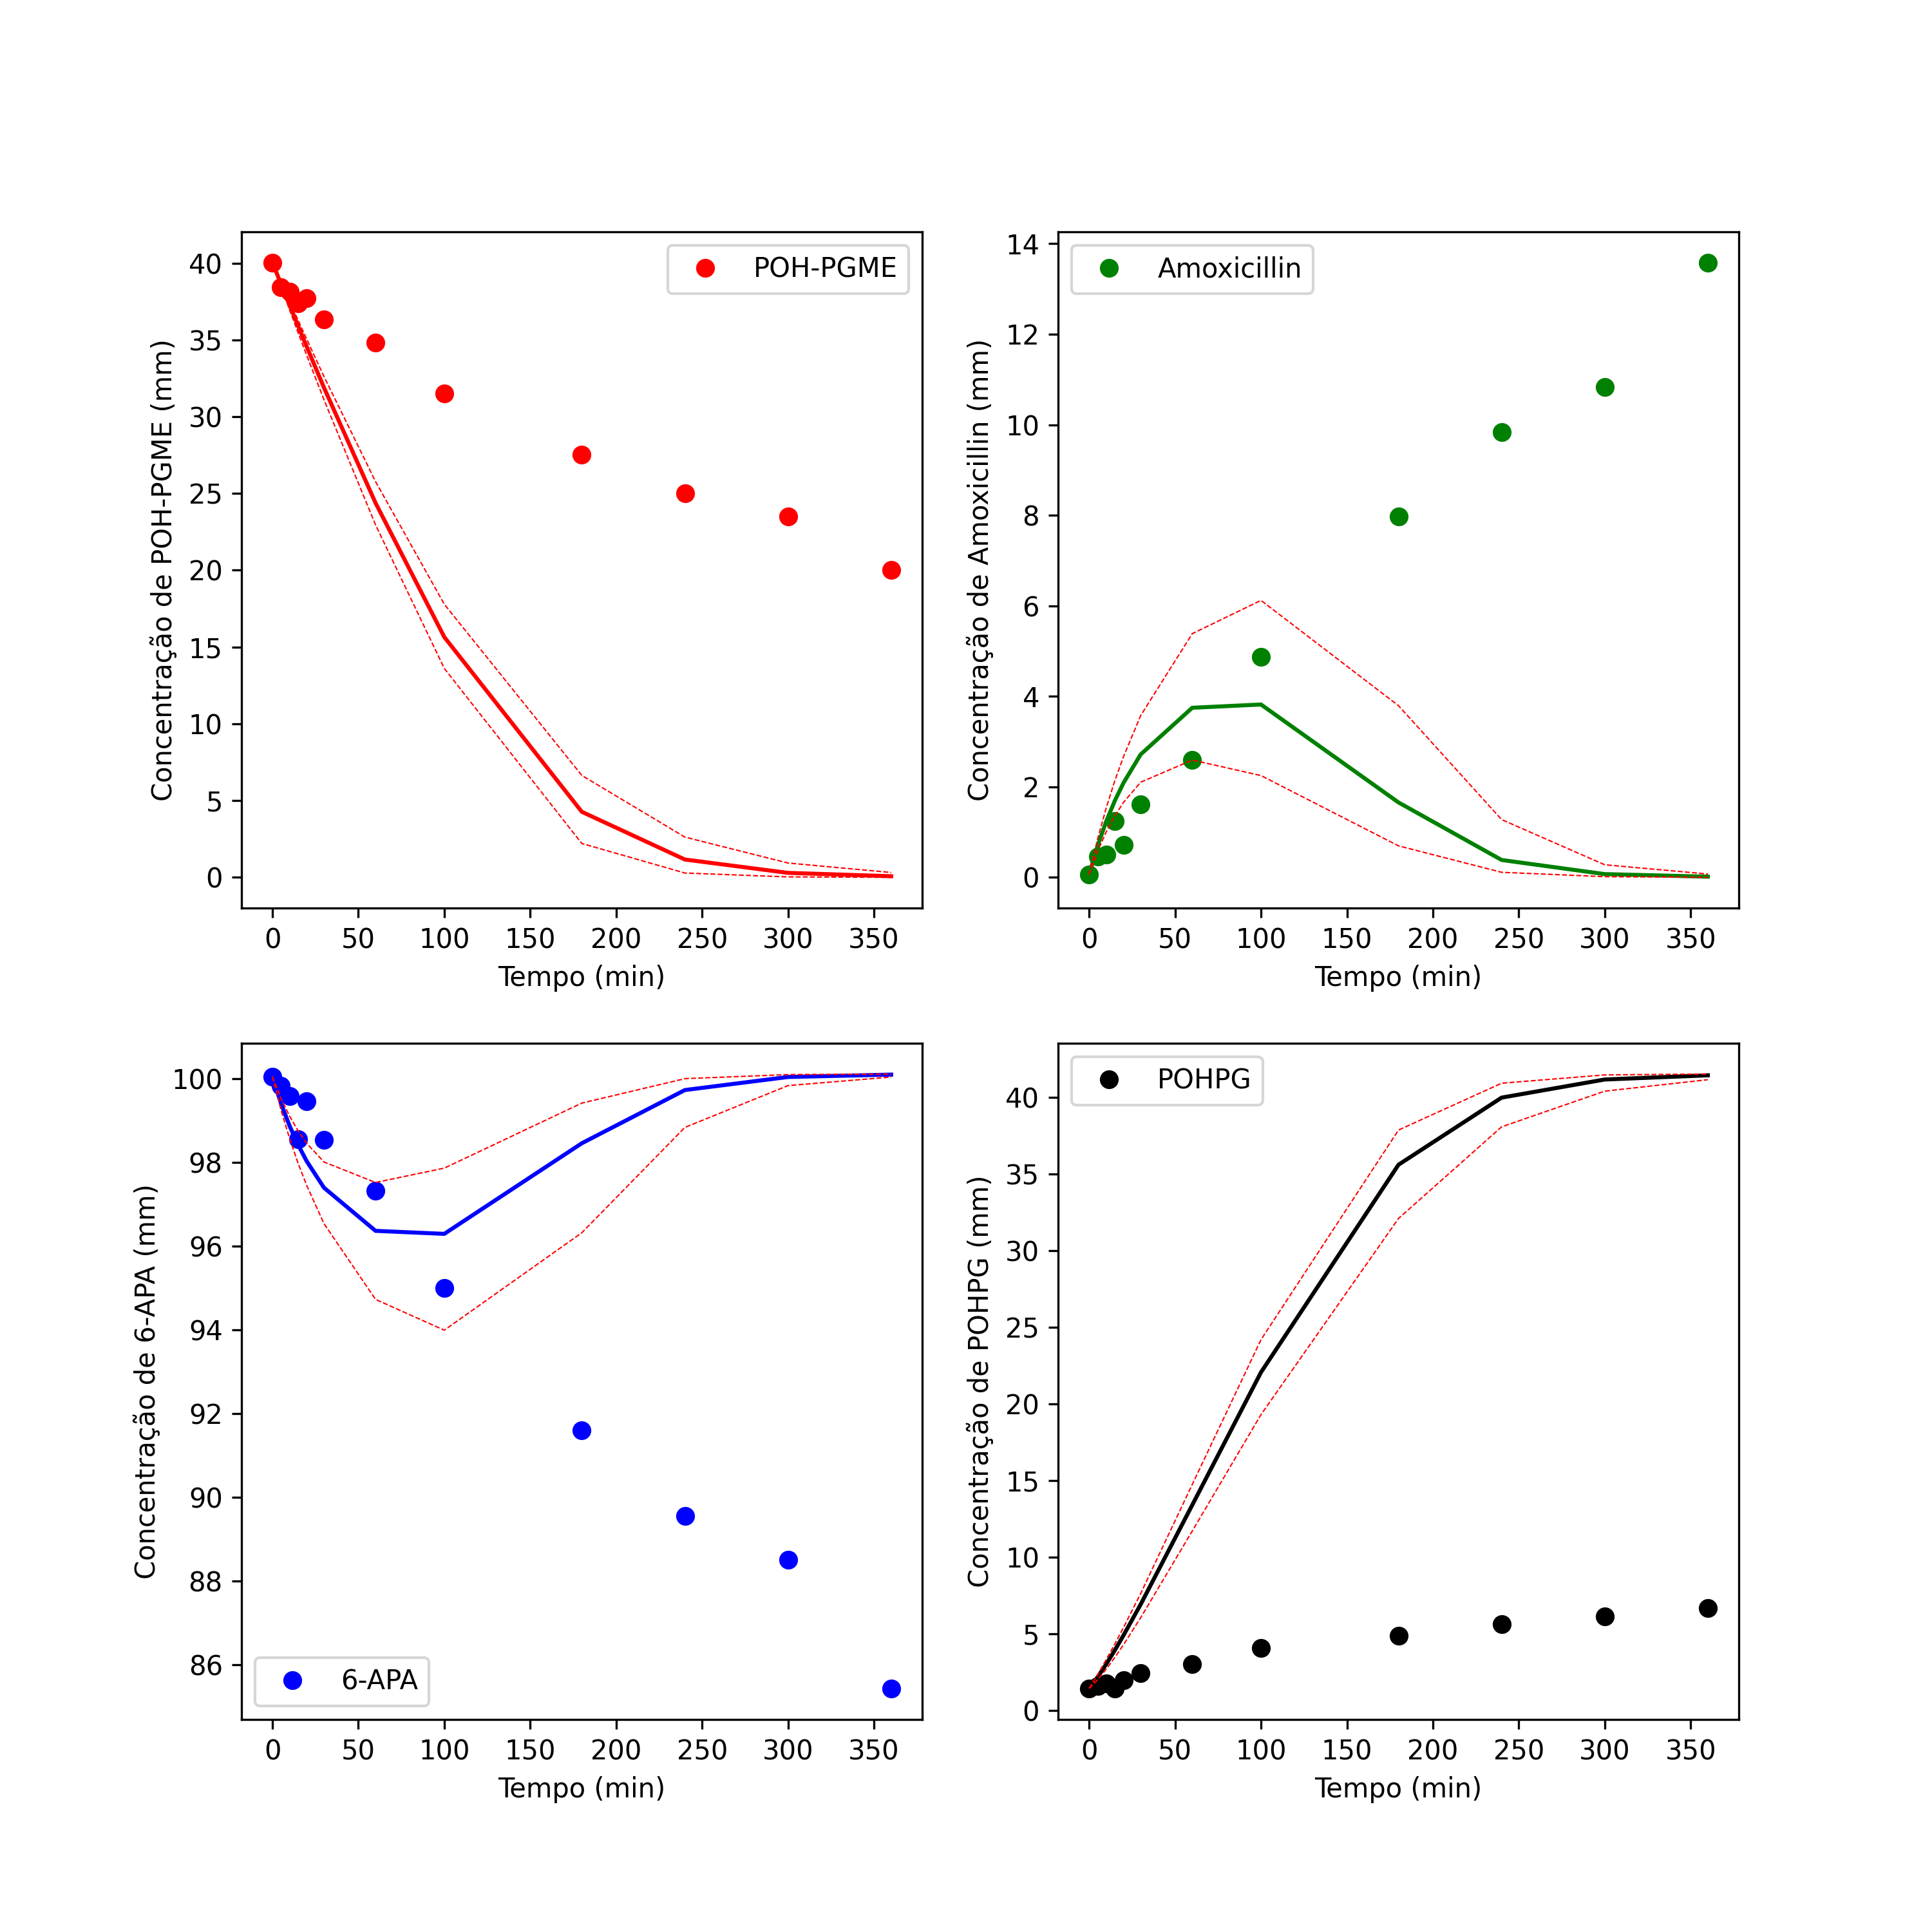 POH-PGME
Concentração de POH-PGME (mm)
40
35
30
25
20
15
10
5
0
0 50 100 150 200 250 300 350
Tempo (min)
Amoxicillin
Concentração de Amoxicillin (mm)
14
12
10
8
6
4
2
0
0 50 100 150 200 250 300 350
Tempo (min)
6-APA
Concentração de 6-APA (mm)
100
98
96
94
92
90
88
86
0 50 100 150 200 250 300 350
Tempo (min)
POHPG
Concentração de POHPG (mm)
40
35
30
25
20
15
10
5
0
0 50 100 150 200 250 300 350
Tempo (min)